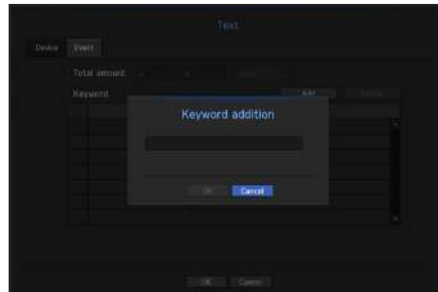 Text
Device Event
Total amount
Keyword Add
Keyword addition
OK Cancel
OK Cancel